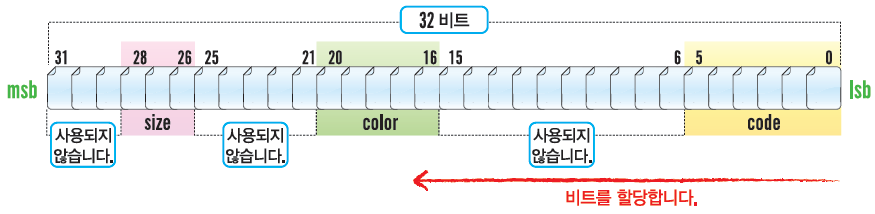 32 비트
31 28 26 25 21 20 16 15 6 5 0
msb lsb
size color code
사용되지
않습니다.
사용되지
않습니다.
사용되지
않습니다.
비트를 할당합니다.